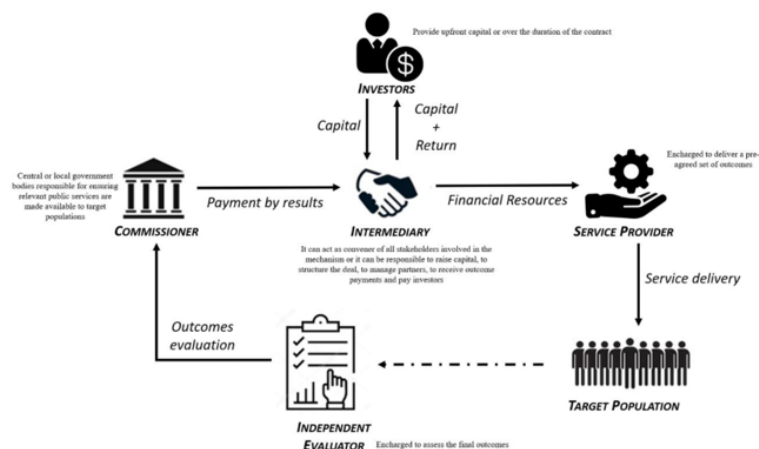 Provide upfront capital or over the duration of the contract
INVESTORS
Capital
Capital
+
Return
Central or local government
bodies responsible for ensuring
relevant public services are
made available to target
populations
COMMISSIONER
Payment by results
INTERMEDIARY
It can act as convener of all stakeholders involved in the
mechanism or it can be responsible to raise capital, to
structure the deal, to manage partners, to receive outcome
payments and pay investors
Financial Resources
Encharged to deliver a pre-
agreed set of outcomes
SERVICE PROVIDER
Service delivery
TARGET POPULATION
Outcomes
evaluation
INDEPENDENT
EVALUATOR
Encharged to assess the final outcomes